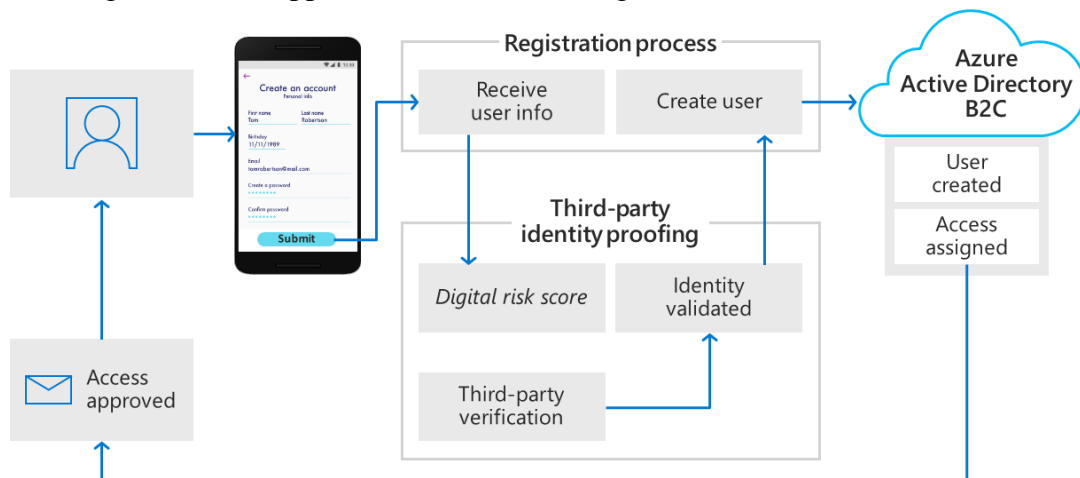 Registration process
Azure
Active Directory
B2C
Create an account
Personal info
First name Last name
Tom Robertson
Birthday
11/11/1989
Email
tomrobertson@mail.com
Create a password
Confirm password
Submit
Receive
user info
Create user
User
created
Access
assigned
Third-party
identity proofing
Digital risk score
Identity
validated
Third-party
verification
Access
approved